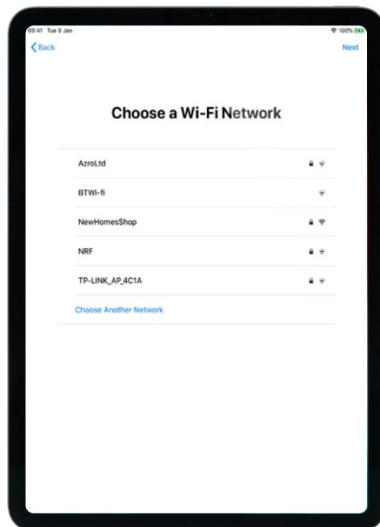 09:41 Tue 9 Jan 100%
Back Next
Choose a Wi-Fi Network
AzroLtd
BTWi-fi
NewHomesShop
NRF
TP-LINK_AP_4C1A
Choose Another Network